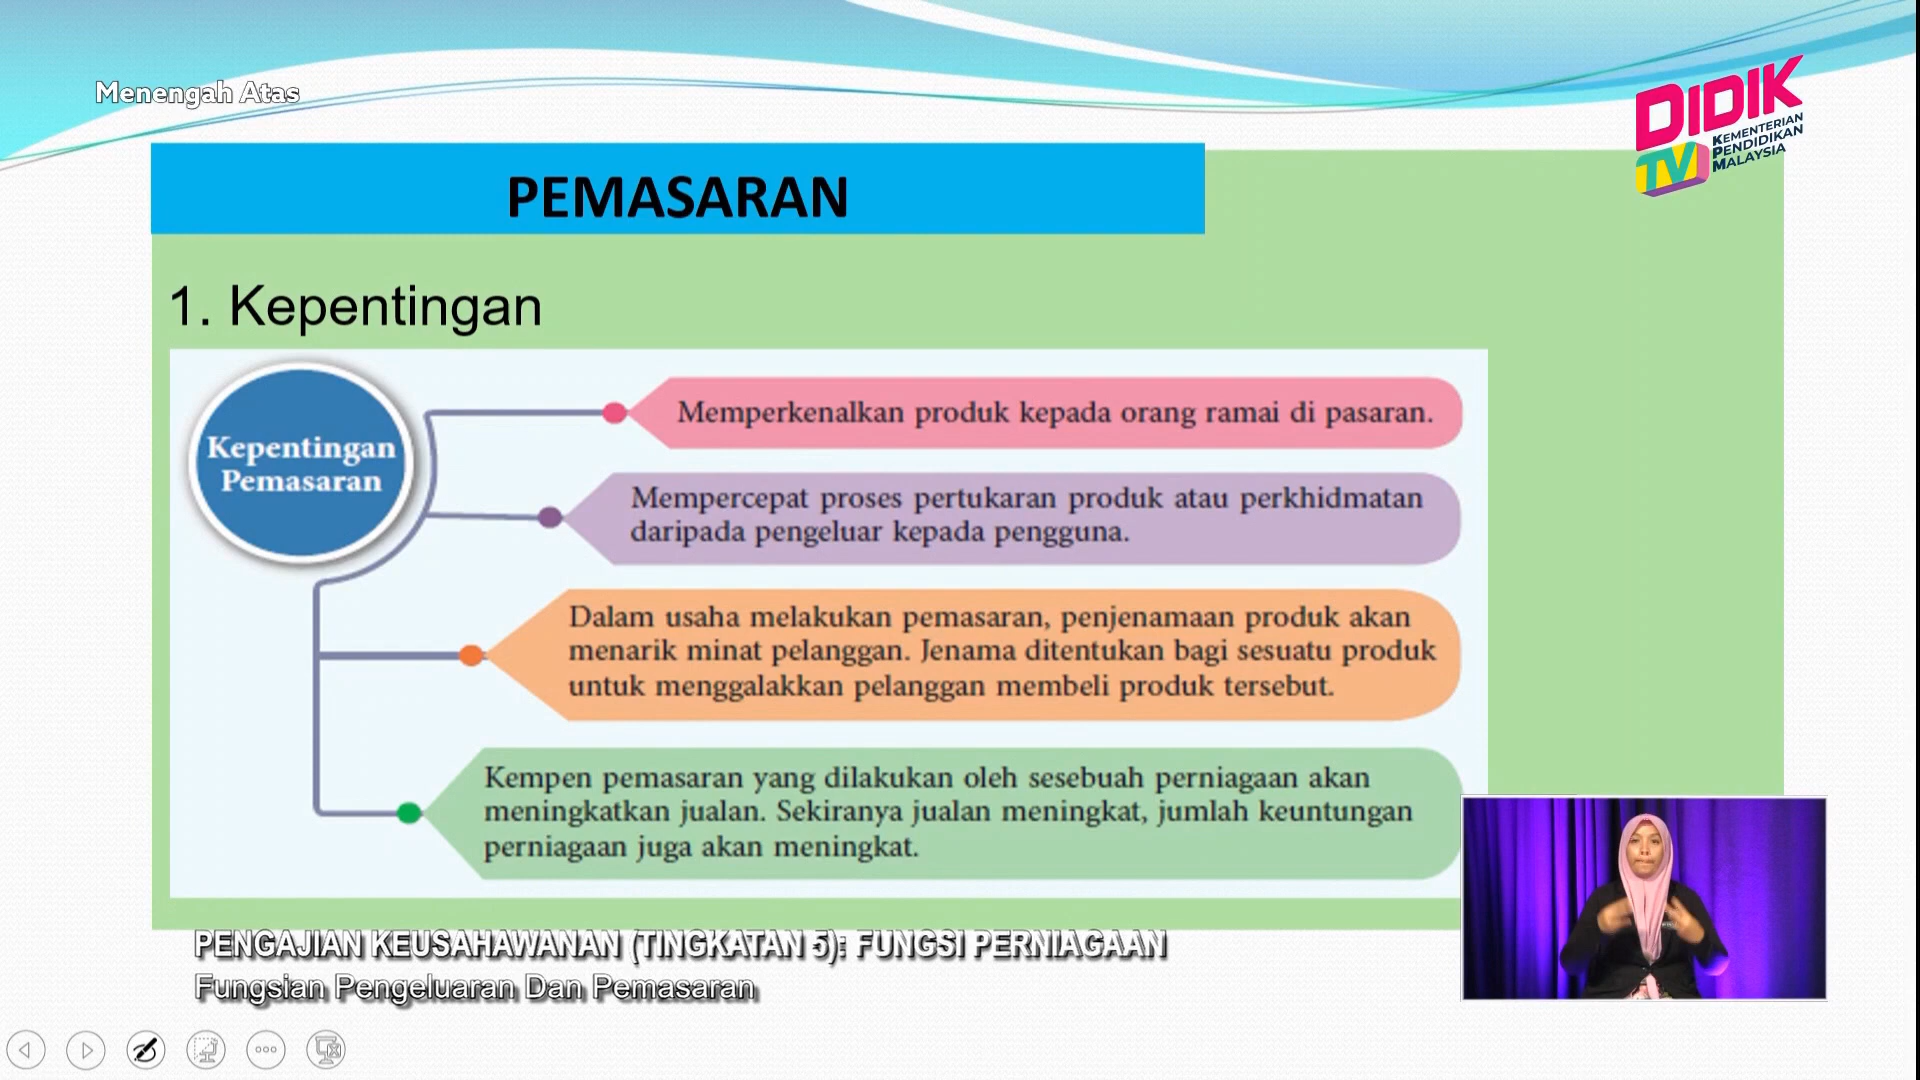 Menengah Atas
DIDIK
TV
KEMENTERIAN
PENDIDIKAN
MALAYSIA
PEMASARAN
1. Kepentingan
Kepentingan
Pemasaran
Memperkenalkan produk kepada orang ramai di pasaran.
Mempercepat proses pertukaran produk atau perkhidmatan
daripada pengeluar kepada pengguna.
Dalam usaha melakukan pemasaran, penjenamaan produk akan
menarik minat pelanggan. Jenama ditentukan bagi sesuatu produk
untuk menggalakkan pelanggan membeli produk tersebut.
Kempen pemasaran yang dilakukan oleh sesebuah perniagaan akan
meningkatkan jualan. Sekiranya jualan meningkat, jumlah keuntungan
perniagaan juga akan meningkat.
PENGAJIAN KEUSAHAWANAN (TINGKATAN 5): FUNGSI PERNIAGAAN
Fungsian Pengeluaran Dan Pemasaran